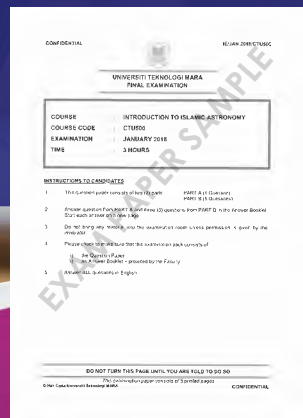 CONFIDENTIAL
IE/JAN 2018/CTU500
UNIVERSITI TEKNOLOGI MARA
FINAL EXAMINATION
COURSE : INTRODUCTION TO ISLAMIC ASTRONOMY
COURSE CODE : CTU500
EXAMINATION : JANUARY 2018
TIME : 3 HOURS
EXAM PAPER SAMPLE
INSTRUCTIONS TO CANDIDATES
1 This question paper consists of two (2) parts PART A (1 Question)
PART B (5 Questions)
2 Answer question from PART A and three (3) questions from PART B in the Answer Booklet
Start each answer on a new page
3 Do not bring any material into the examination room unless permission is given by the
invigilator
4 Please check to make sure that this examination pack consists of
i) the Question Paper
ii) an Answer Booklet - provided by the Faculty
5 Answer ALL questions in English
DO NOT TURN THIS PAGE UNTIL YOU ARE TOLD TO DO SO
This examination paper consists of printed pages
© Hak Cipta Universiti Teknologi MARA
CONFIDENTIAL